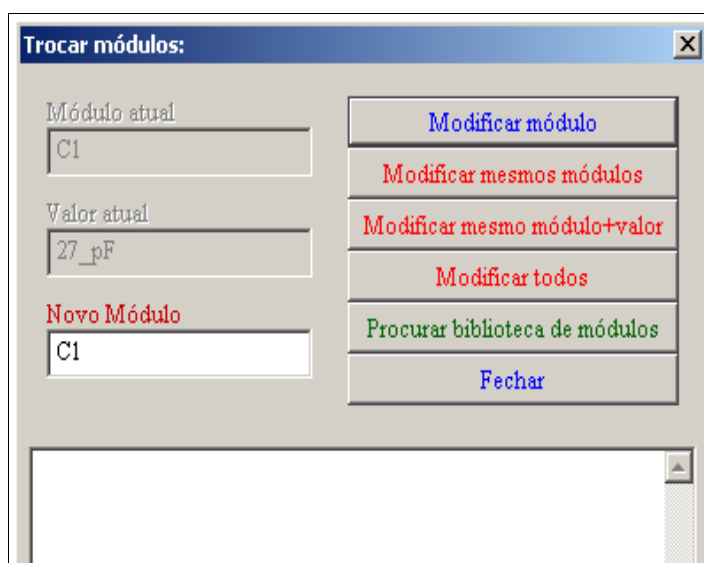 Trocar módulos:
Módulo atual
C1
Valor atual
27_pF
Novo Módulo
C1
Modificar módulo
Modificar mesmos módulos
Modificar mesmo módulo+valor
Modificar todos
Procurar biblioteca de módulos
Fechar